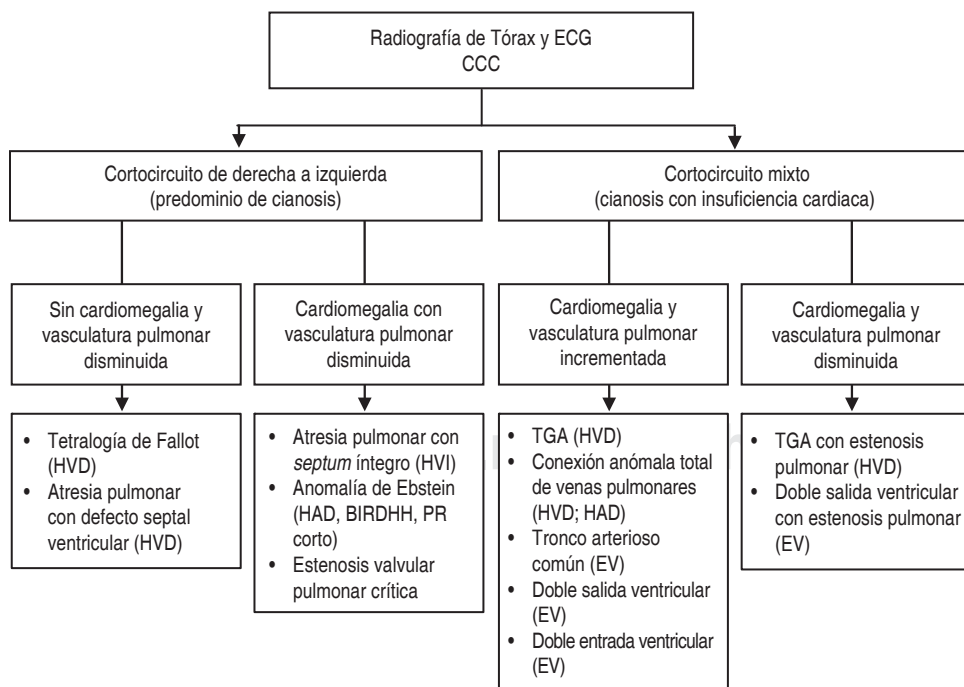 Radiografía de Tórax y ECG
CCC
Cortocircuito de derecha a izquierda
(predominio de cianosis)
Cortocircuito mixto
(cianosis con insuficiencia cardiaca)
Sin cardiomegalia y
vasculatura pulmonar
disminuida
Cardiomegalia con
vasculatura pulmonar
disminuida
Cardiomegalia y
vasculatura pulmonar
incrementada
Cardiomegalia y
vasculatura pulmonar
disminuida
• Tetralogía de Fallot
(HVD)
• Atresia pulmonar
con defecto septal
ventricular (HVD)
• Atresia pulmonar con
septum íntegro (HVI)
• Anomalía de Ebstein
(HAD, BIRDHH, PR
corto)
• Estenosis valvular
pulmonar crítica
• TGA (HVD)
• Conexión anómala total
de venas pulmonares
(HVD; HAD)
• Tronco arterioso
común (EV)
• Doble salida ventricular
(EV)
• Doble entrada ventricular
(EV)
• TGA con estenosis
pulmonar (HVD)
• Doble salida ventricular
con estenosis pulmonar
(EV)